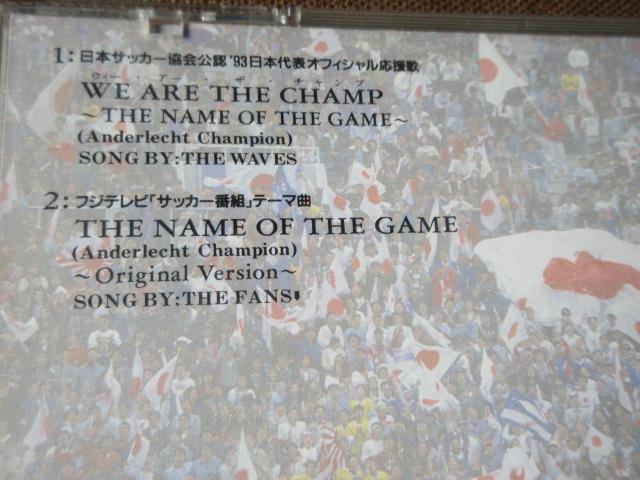 1:日本サッカー協会公認'93日本代表オフィシャル応援歌
ウィー・アー・ザ・チャンプ
WE ARE THE CHAMP
～THE NAME OF THE GAME～
(Anderlecht Champion)
SONG BY:THE WAVES
2:フジテレビ「サッカー番組」テーマ曲
THE NAME OF THE GAME
(Anderlecht Champion)
～Original Version～
SONG BY:THE FANS